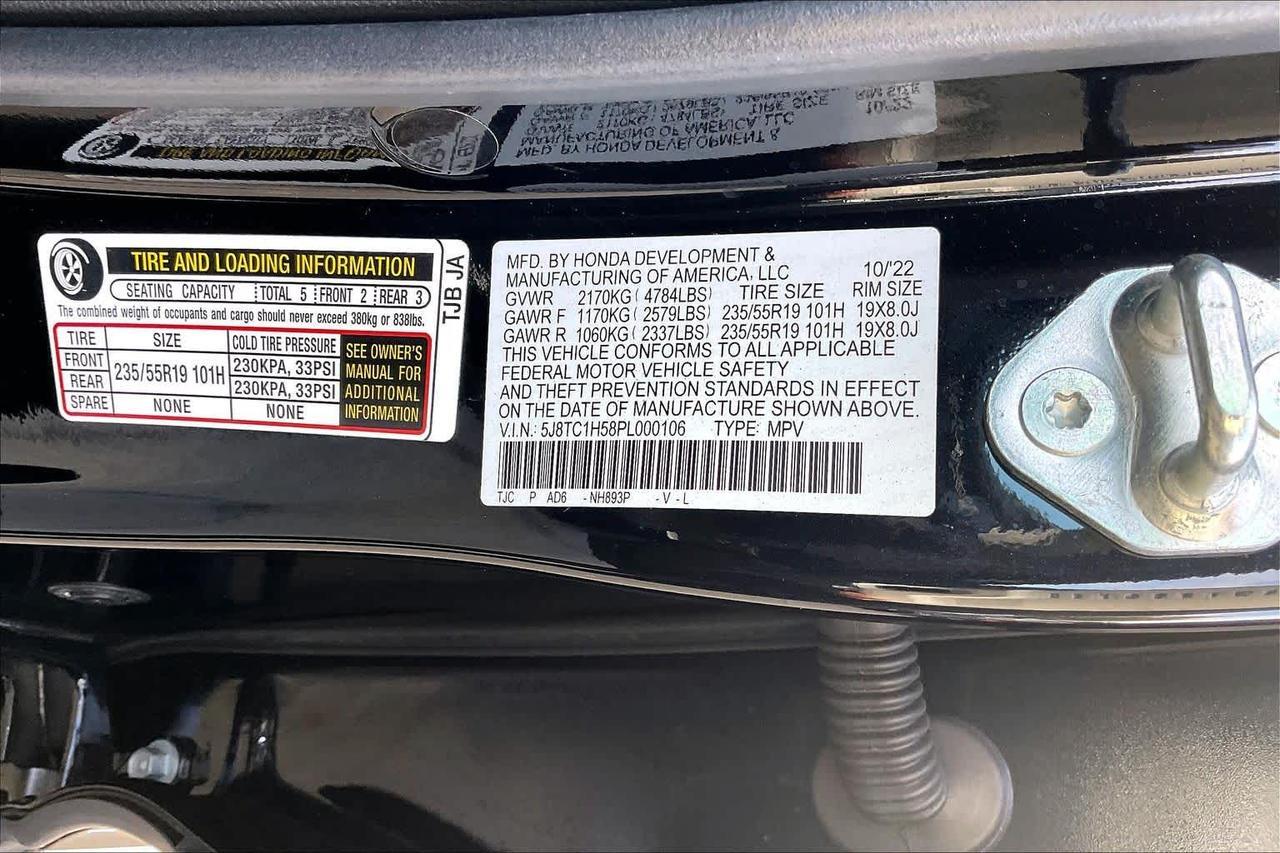 TIRE AND LOADING INFORMATION
SEATING CAPACITY TOTAL 5 FRONT 2 REAR 3
The combined weight of occupants and cargo should never exceed 380kg or 838lbs.
TIRE SIZE COLD TIRE PRESSURE
FRONT 235/55R19 101H 230KPA, 33PSI
REAR 230KPA, 33PSI
SPARE NONE NONE
SEE OWNER'S
MANUAL FOR
ADDITIONAL
INFORMATION
TJB JA
MFD. BY HONDA DEVELOPMENT &
MANUFACTURING OF AMERICA, LLC 10/'22
GVWR 2170KG ( 4784LBS) TIRE SIZE RIM SIZE
GAWR F 1170KG ( 2579LBS) 235/55R19 101H 19X8.0J
GAWR R 1060KG ( 2337LBS) 235/55R19 101H 19X8.0J
THIS VEHICLE CONFORMS TO ALL APPLICABLE
FEDERAL MOTOR VEHICLE SAFETY
AND THEFT PREVENTION STANDARDS IN EFFECT
ON THE DATE OF MANUFACTURE SHOWN ABOVE.
V.I.N.: 5J8TC1H58PL000106 TYPE: MPV
TJC P AD6 -NH893P -V-L